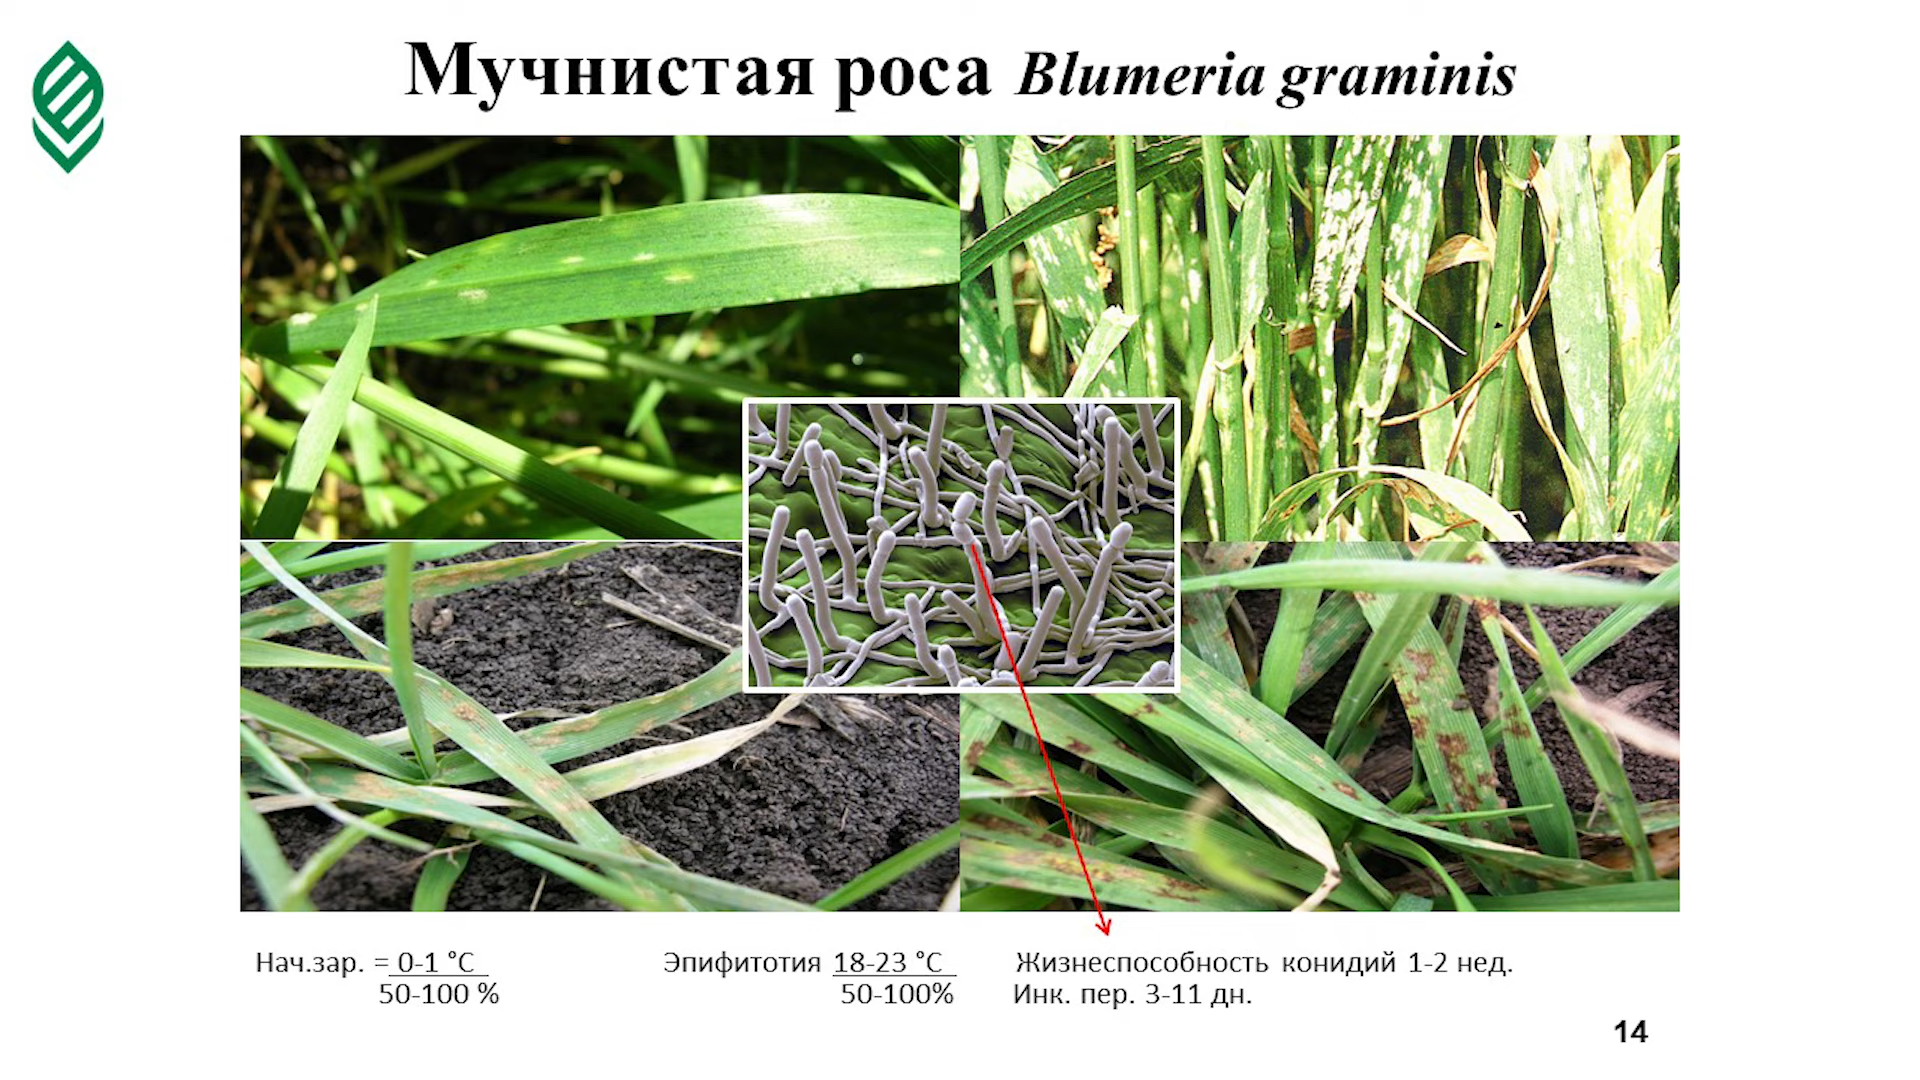 Мучнистая роса Blumeria graminis
Нач.зар. = 0-1 °С
50-100 %
Эпифитотия 18-23 °С
50-100%
Жизнеспособность конидий 1-2 нед.
Инк. пер. 3-11 дн.
14